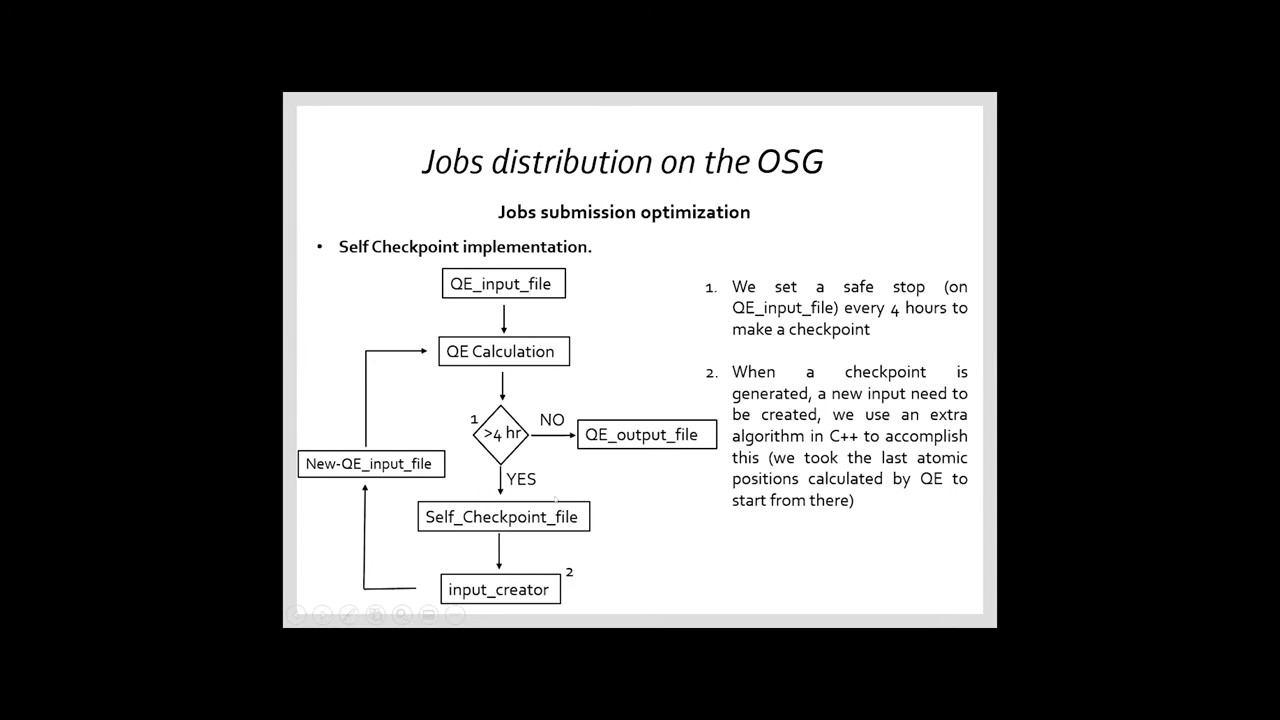 Jobs distribution on the OSG
Jobs submission optimization
• Self Checkpoint implementation.
QE_input_file
QE Calculation
1
>4 hr
NO
QE_output_file
New-QE_input_file
YES
Self_Checkpoint_file
2
input_creator
1. We set a safe stop (on
QE_input_file) every 4 hours to
make a checkpoint
2. When a checkpoint is
generated, a new input need to
be created, we use an extra
algorithm in C++ to accomplish
this (we took the last atomic
positions calculated by QE to
start from there)